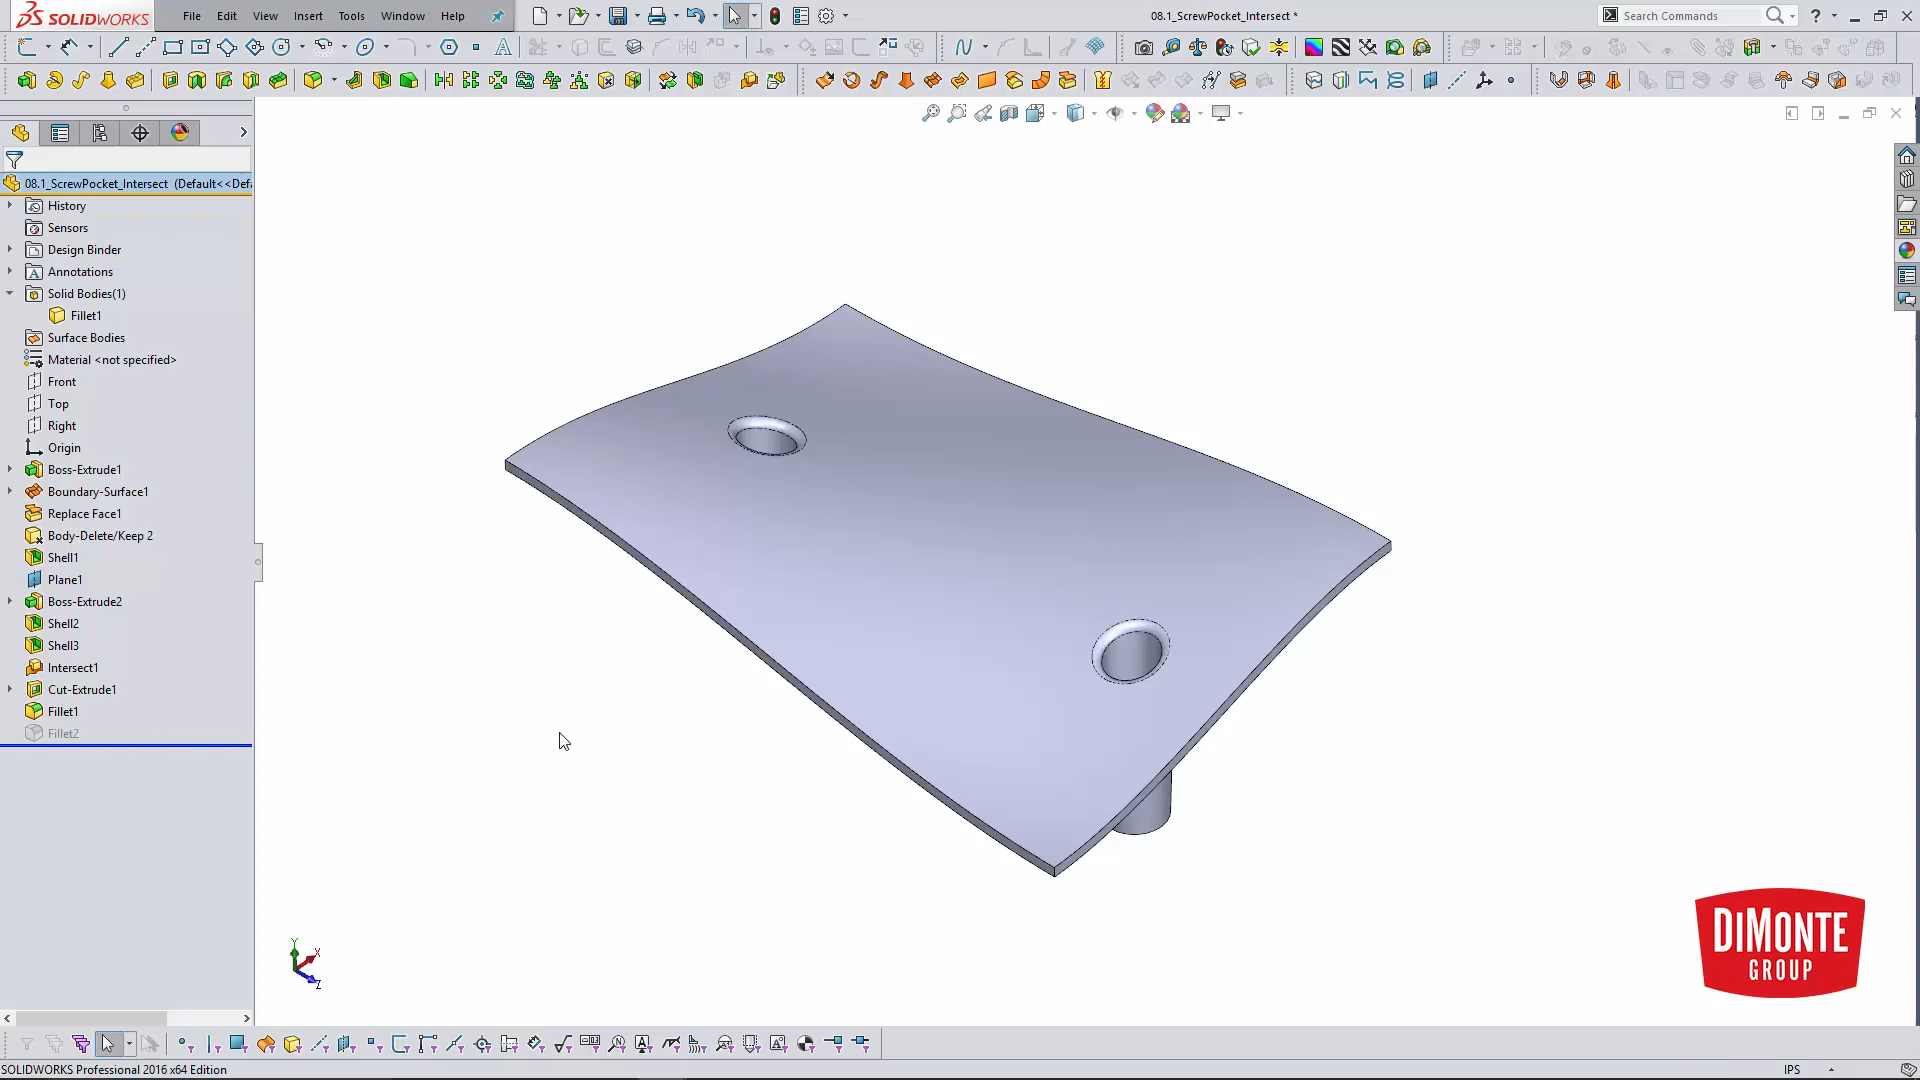 SOLIDWORKS
File Edit View Insert Tools Window Help
08.1_ScrewPocket_Intersect *
Search Commands
08.1_ScrewPocket_Intersect (Default<<Defa
History
Sensors
Design Binder
Annotations
Solid Bodies(1)
Fillet1
Surface Bodies
Material <not specified>
Front
Top
Right
Origin
Boss-Extrude1
Boundary-Surface1
Replace Face1
Body-Delete/Keep 2
Shell1
Plane1
Boss-Extrude2
Shell2
Shell3
Intersect1
Cut-Extrude1
Fillet1
Fillet2
Y
X
Z
DIMONTE
GROUP
SOLIDWORKS Professional 2016 x64 Edition
IPS